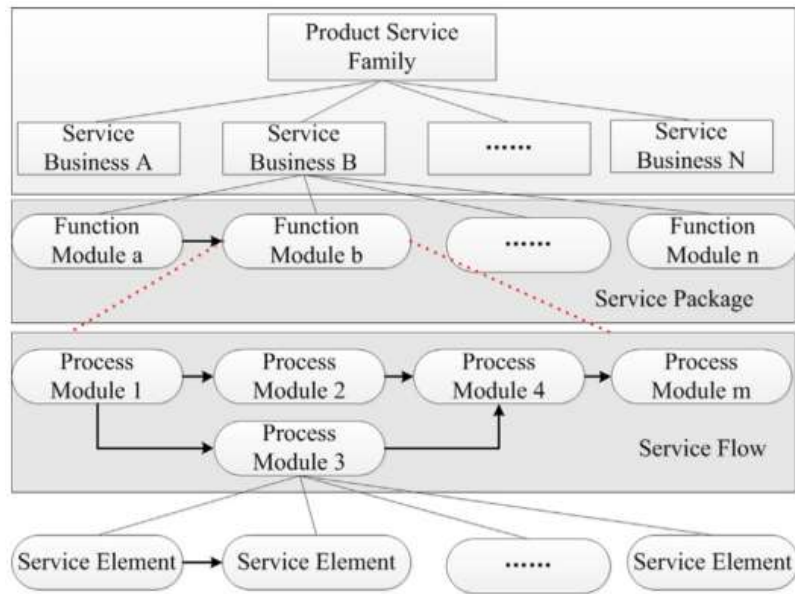 Product Service
Family
Service
Business A
Service
Business B
......
Service
Business N
Function
Module a
Function
Module b
......
Function
Module n
Service Package
Process
Module 1
Process
Module 2
Process
Module 4
Process
Module m
Process
Module 3
Service Flow
Service Element
Service Element
......
Service Element